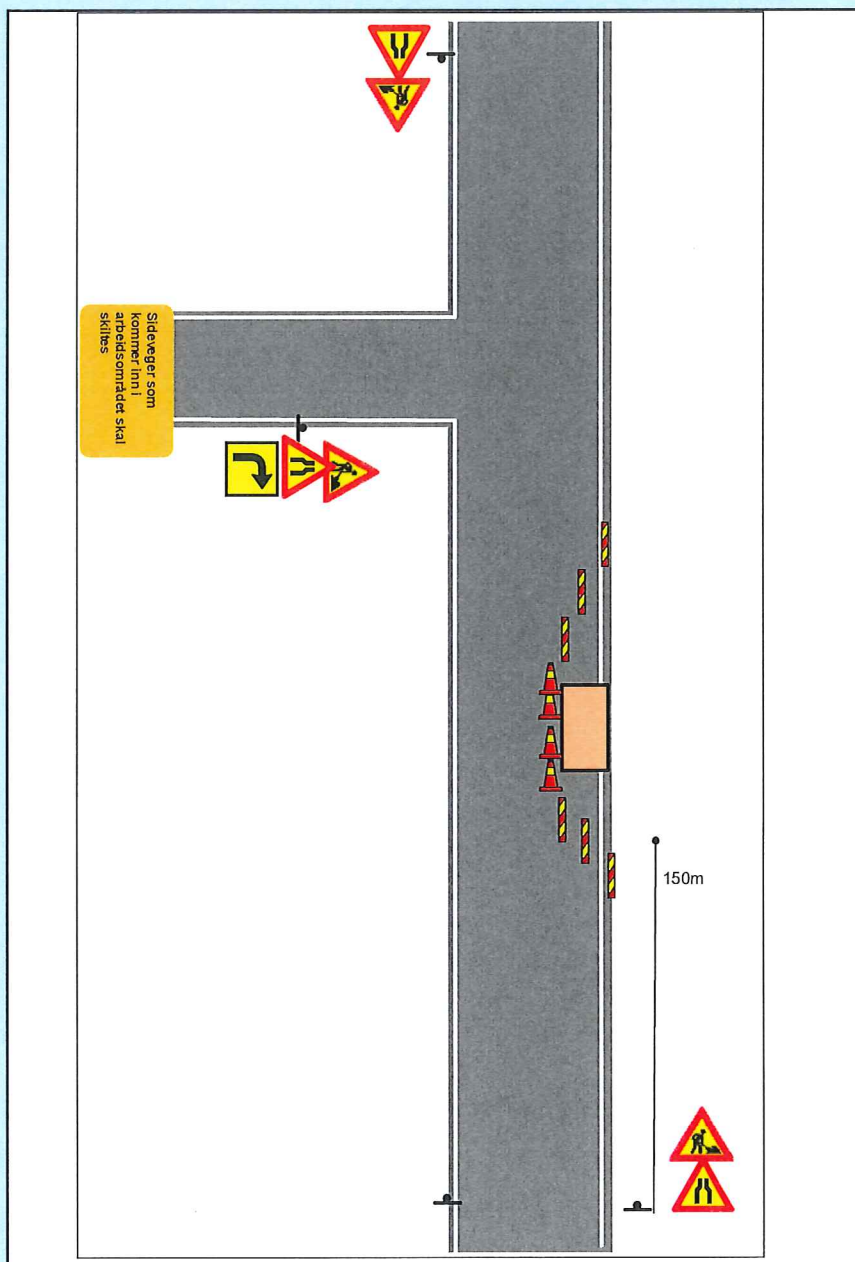 Sideveger som
kommer inn i
arbeidsområdet skal
skiltes
150m